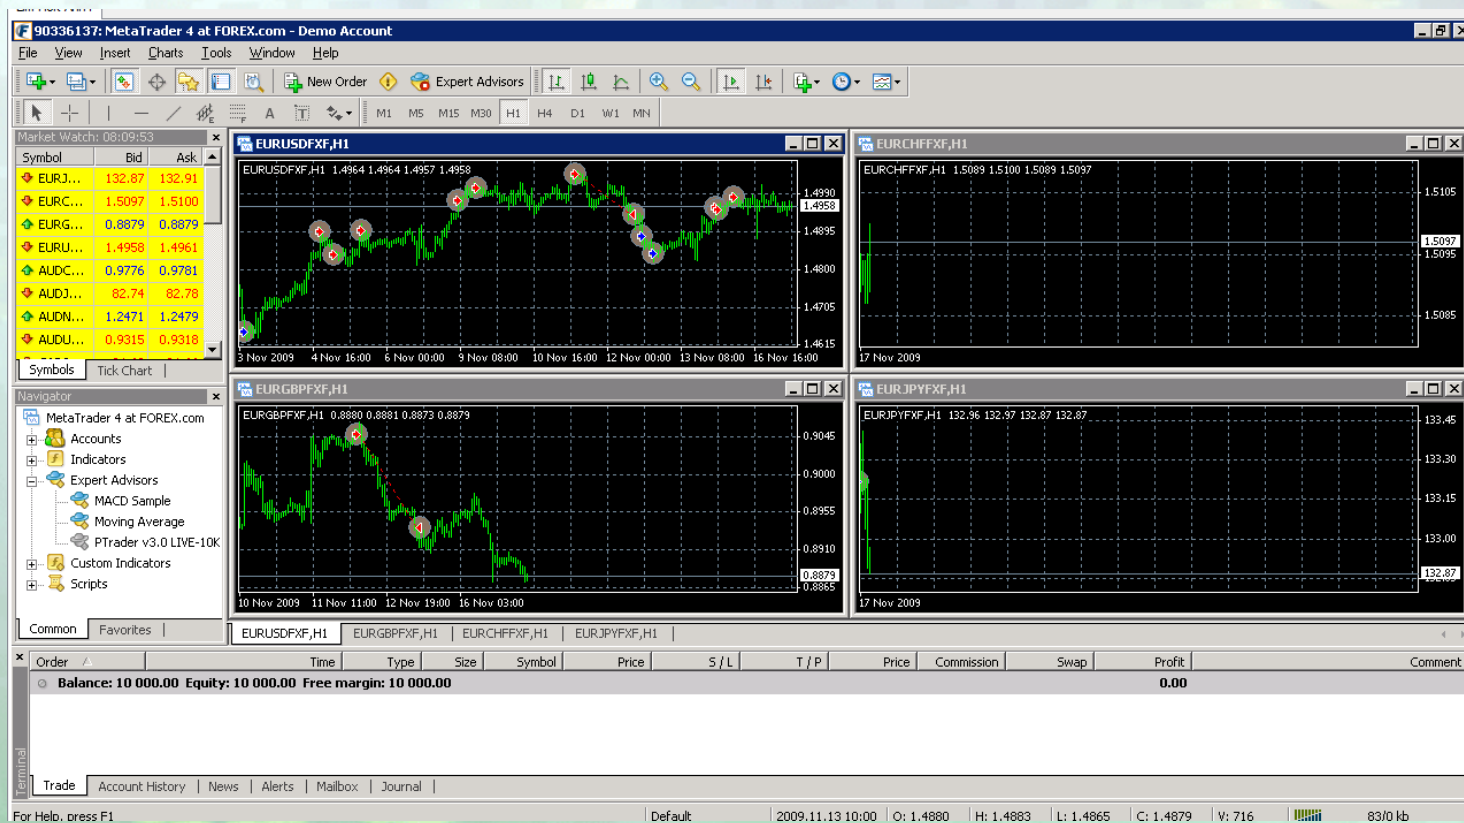 90336137: MetaTrader 4 at FOREX.com - Demo Account
File View Insert Charts Tools Window Help
New Order Expert Advisors
A T M1 M5 M15 M30 H1 H4 D1 W1 MN
Market Watch: 08:09:53
Symbol Bid Ask
EURJ... 132.87 132.91
EURC... 1.5097 1.5100
EURG... 0.8879 0.8879
EURU... 1.4958 1.4961
AUDC... 0.9776 0.9781
AUDJ... 82.74 82.78
AUDN... 1.2471 1.2479
AUDU... 0.9315 0.9318
Symbols Tick Chart
Navigator
MetaTrader 4 at FOREX.com
Accounts
Indicators
Expert Advisors
MACD Sample
Moving Average
PTrader v3.0 LIVE-10K
Custom Indicators
Scripts
Common Favorites
EURUSDFXF,H1
EURUSDFXF,H1 1.4964 1.4964 1.4957 1.4958
1.4990
1.4958
1.4895
1.4800
1.4705
1.4615
3 Nov 2009 4 Nov 16:00 6 Nov 00:00 9 Nov 08:00 10 Nov 16:00 12 Nov 00:00 13 Nov 08:00 16 Nov 16:00
EURCHFFXF,H1
EURCHFFXF,H1 1.5089 1.5100 1.5089 1.5097
1.5105
1.5097
1.5095
1.5085
17 Nov 2009
EURGBPFXF,H1
EURGBPFXF,H1 0.8880 0.8881 0.8873 0.8879
0.9045
0.9000
0.8955
0.8910
0.8879
0.8865
10 Nov 2009 11 Nov 11:00 12 Nov 19:00 16 Nov 03:00
EURJPYFXF,H1
EURJPYFXF,H1 132.96 132.97 132.87 132.87
133.45
133.30
133.15
133.00
132.87
17 Nov 2009
EURUSDFXF,H1 EURGBPFXF,H1 EURCHFFXF,H1 EURJPYFXF,H1
Order Time Type Size Symbol Price S / L T / P Price Commission Swap Profit Comment
Balance: 10 000.00 Equity: 10 000.00 Free margin: 10 000.00 0.00
Terminal
Trade Account History News Alerts Mailbox Journal
For Help, press F1 Default 2009.11.13 10:00 O: 1.4880 H: 1.4883 L: 1.4865 C: 1.4879 V: 716 83/0 kb